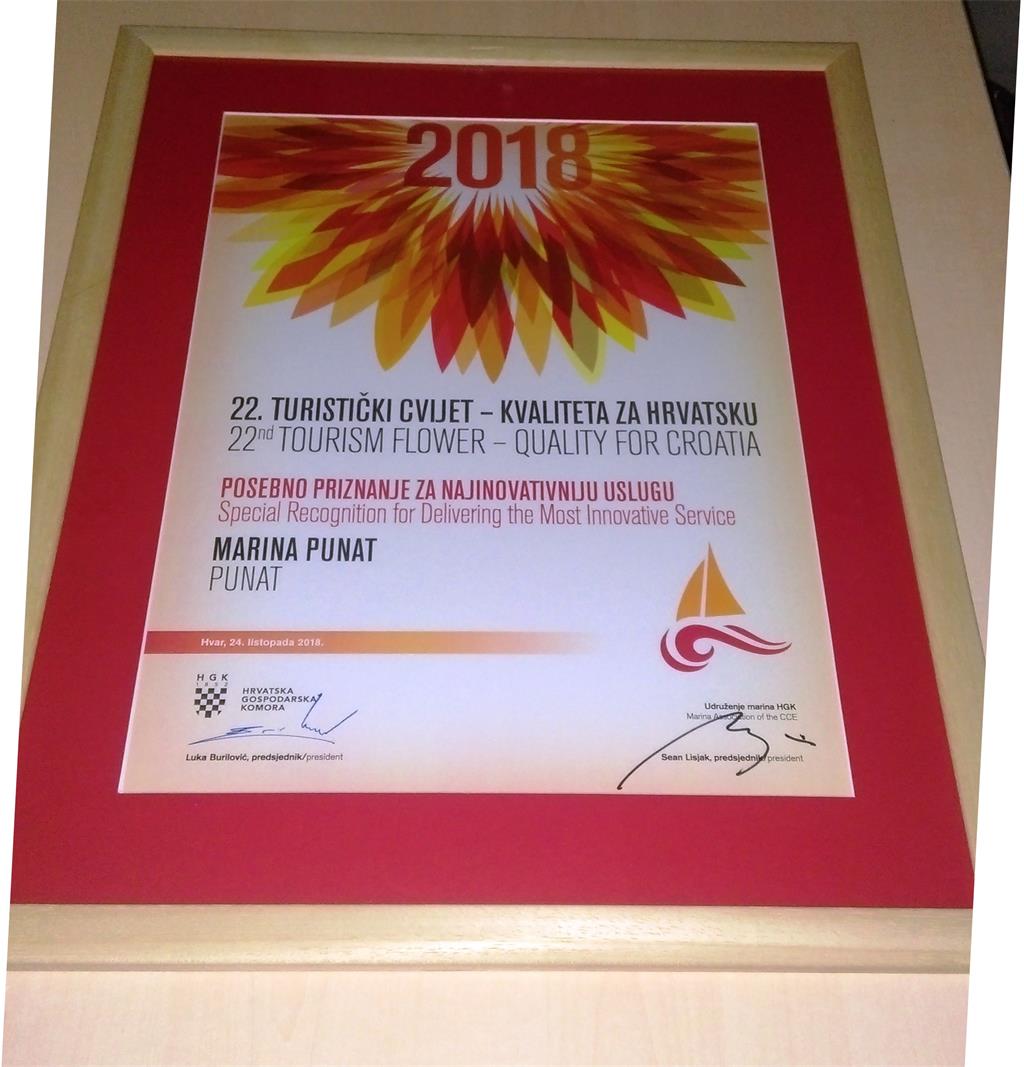 2018
22. TURISTIČKI CVIJET – KVALITETA ZA HRVATSKU
22nd TOURISM FLOWER – QUALITY FOR CROATIA
POSEBNO PRIZNANJE ZA NAJINOVATIVNIJU USLUGU
Special Recognition for Delivering the Most Innovative Service
MARINA PUNAT
PUNAT
Hvar, 24. listopada 2018.
HGK
1852
HRVATSKA
GOSPODARSKA
KOMORA
Luka Burilović, predsjednik/president
Udruženje marina HGK
Marina Association of the CCE
Sean Lisjak, predsjednik/president